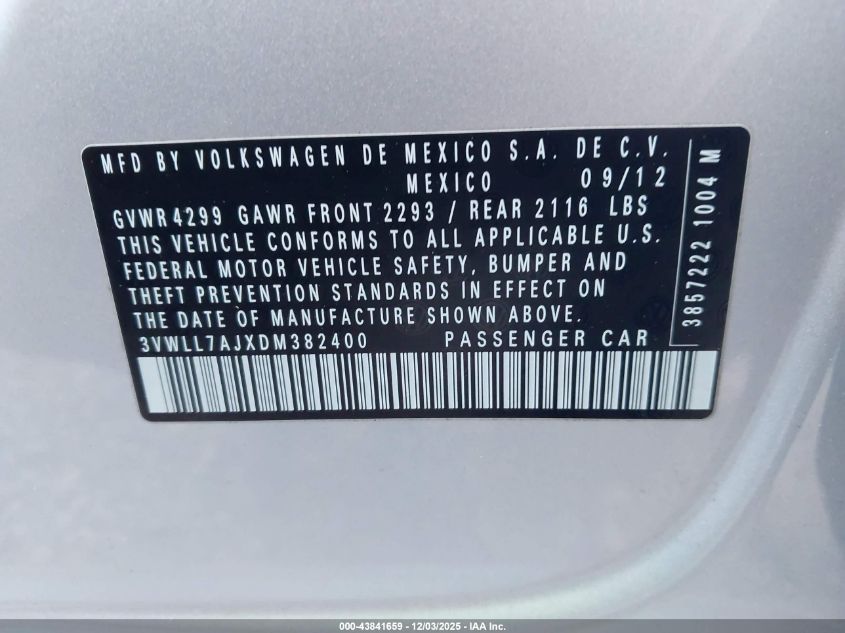 MFD BY VOLKSWAGEN DE MEXICO S.A. DE C.V.
MEXICO 09/12
GVWR 4299 GAWR FRONT 2293 / REAR 2116 LBS
THIS VEHICLE CONFORMS TO ALL APPLICABLE U.S.
FEDERAL MOTOR VEHICLE SAFETY, BUMPER AND
THEFT PREVENTION STANDARDS IN EFFECT ON
THE DATE OF MANUFACTURE SHOWN ABOVE.
3VWLL7AJXDM382400 PASSENGER CAR
3857222 1004 M
000-43841659 - 12/03/2025 - IAA Inc.